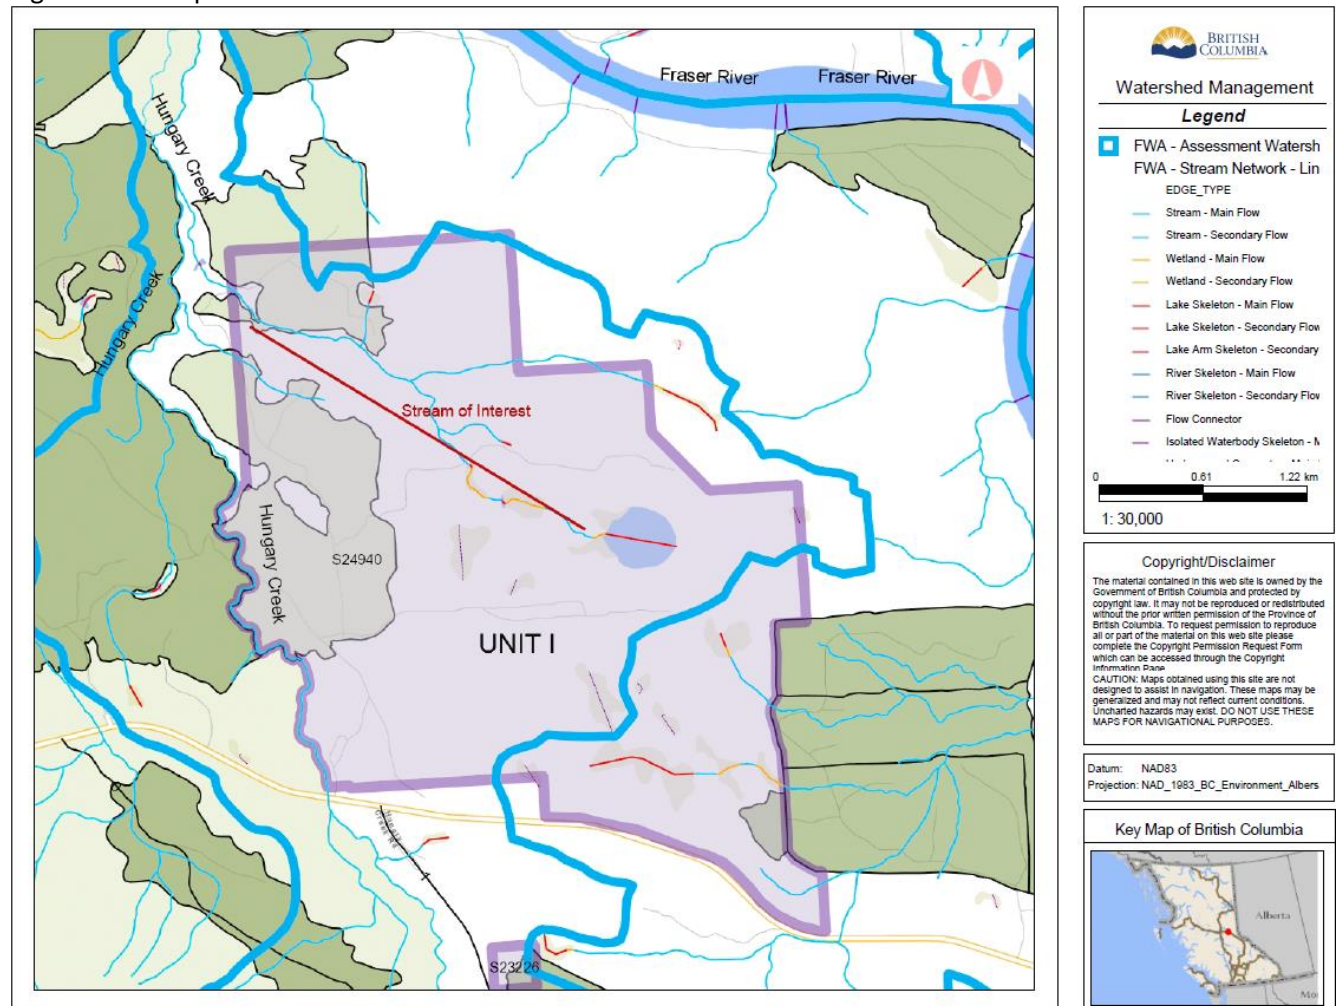 Fraser River
Fraser River
Hungary Creek
Hungary Creek
Stream of Interest
Hungary Creek
S24940
UNIT I
S23226
BRITISH
COLUMBIA
Watershed Management
Legend
FWA - Assessment Watersh
FWA - Stream Network - Lin
EDGE_TYPE
Stream - Main Flow
Stream - Secondary Flow
Wetland - Main Flow
Wetland - Secondary Flow
Lake Skeleton - Main Flow
Lake Skeleton - Secondary Flow
Lake Arm Skeleton - Secondary
River Skeleton - Main Flow
River Skeleton - Secondary Flow
Flow Connector
Isolated Waterbody Skeleton - M
0 0.61 1.22 km
1: 30,000
Copyright/Disclaimer
The material contained in this web site is owned by the
Government of British Columbia and protected by
copyright law. It may not be reproduced or redistributed
without the prior written permission of the Province of
British Columbia. To request permission to reproduce
all or part of the material on this web site please
complete the Copyright Permission Request Form
which can be accessed through the Copyright
Information Page
CAUTION: Maps obtained using this site are not
designed to assist in navigation. These maps may be
generalized and may not reflect current conditions.
Uncharted hazards may exist. DO NOT USE THESE
MAPS FOR NAVIGATIONAL PURPOSES.
Datum: NAD83
Projection: NAD_1983_BC_Environment_Albers
Key Map of British Columbia
Alberta